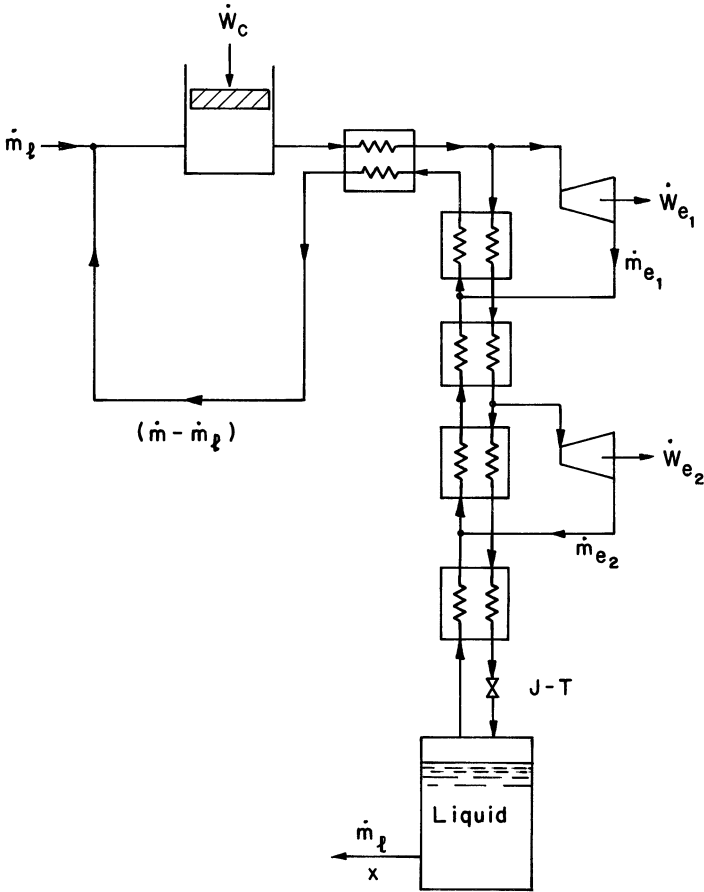 Ẇc
ṁℓ
Ẇe1
ṁe1
(ṁ - ṁℓ)
Ẇe2
ṁe2
J-T
Liquid
ṁℓ
x